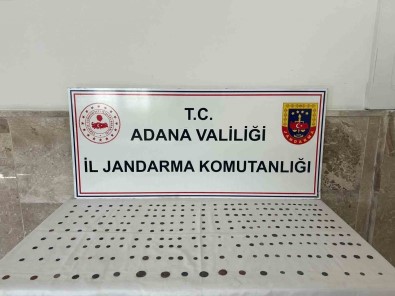 T.C.
ADANA VALİLİĞİ
İL JANDARMA KOMUTANLIĞI